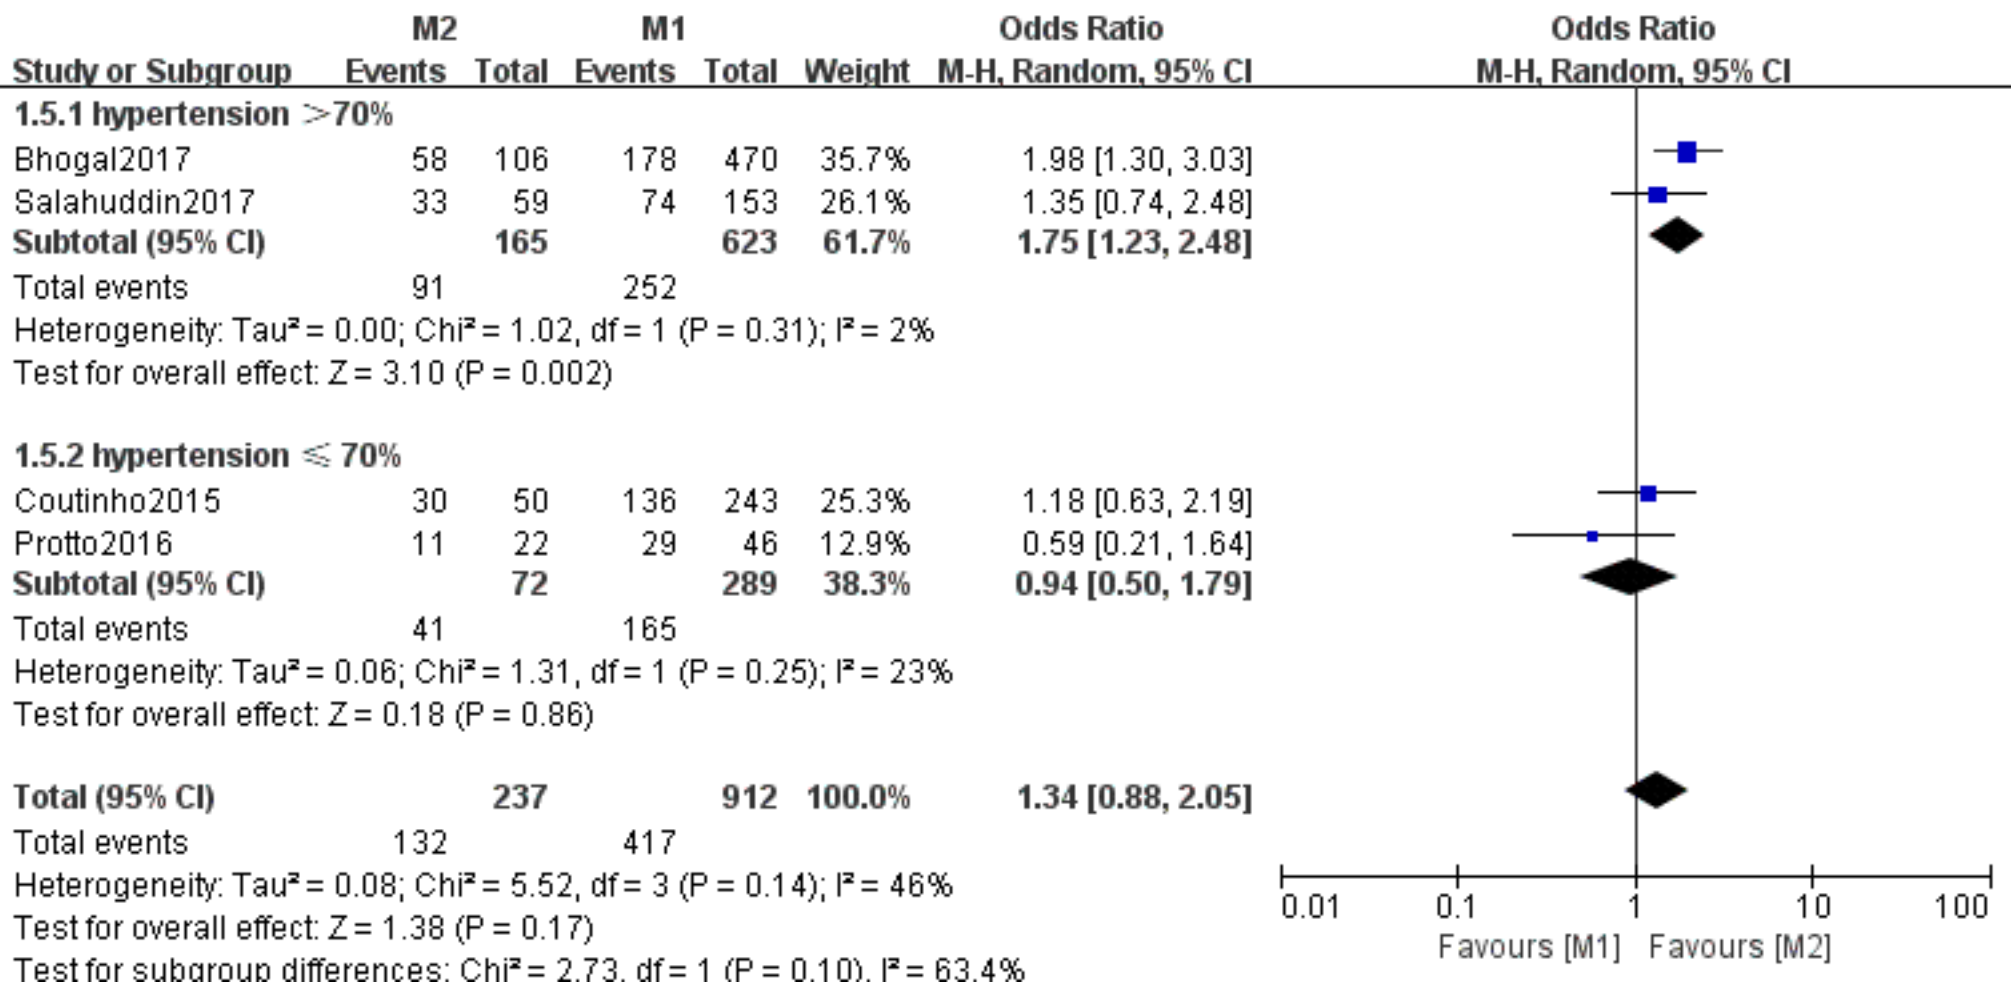 M2 M1 Odds Ratio Odds Ratio
Study or Subgroup Events Total Events Total Weight M-H, Random, 95% CI M-H, Random, 95% CI
1.5.1 hypertension >70%
Bhogal2017 58 106 178 470 35.7% 1.98 [1.30, 3.03]
Salahuddin2017 33 59 74 153 26.1% 1.35 [0.74, 2.48]
Subtotal (95% CI) 165 623 61.7% 1.75 [1.23, 2.48]
Total events 91 252
Heterogeneity: Tau² = 0.00; Chi² = 1.02, df = 1 (P = 0.31); I² = 2%
Test for overall effect: Z = 3.10 (P = 0.002)
1.5.2 hypertension ≤ 70%
Coutinho2015 30 50 136 243 25.3% 1.18 [0.63, 2.19]
Protto2016 11 22 29 46 12.9% 0.59 [0.21, 1.64]
Subtotal (95% CI) 72 289 38.3% 0.94 [0.50, 1.79]
Total events 41 165
Heterogeneity: Tau² = 0.06; Chi² = 1.31, df = 1 (P = 0.25); I² = 23%
Test for overall effect: Z = 0.18 (P = 0.86)
Total (95% CI) 237 912 100.0% 1.34 [0.88, 2.05]
Total events 132 417
Heterogeneity: Tau² = 0.08; Chi² = 5.52, df = 3 (P = 0.14); I² = 46%
Test for overall effect: Z = 1.38 (P = 0.17)
Test for subgroup differences: Chi² = 2.73, df = 1 (P = 0.10), I² = 63.4%
0.01 0.1 1 10 100
Favours [M1] Favours [M2]